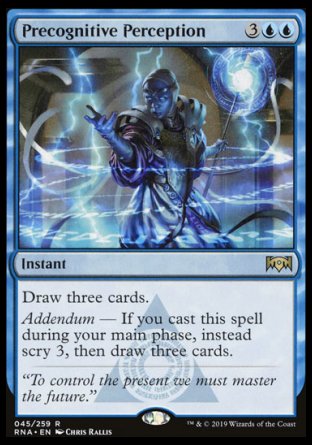 Precognitive Perception 3
Instant
Draw three cards.
Addendum — If you cast this spell
during your main phase, instead
scry 3, then draw three cards.
“To control the present we must master
the future.”
045/259 R
RNA • EN Chris Rallis
™ & © 2019 Wizards of the Coast